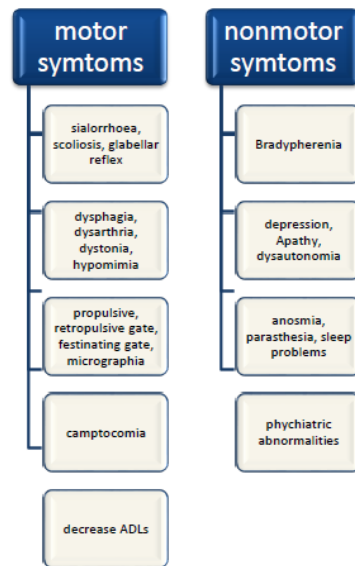 motor
symtoms
sialorrhoea,
scoliosis, glabellar
reflex
dysphagia,
dysarthria,
dystonia,
hypomimia
propulsive,
retropulsive gate,
festinating gate,
micrographia
camptocomia
decrease ADLs
nonmotor
symtoms
Bradypherenia
depression,
Apathy,
dysautonomia
anosmia,
parasthesia, sleep
problems
phychiatric
abnormalities